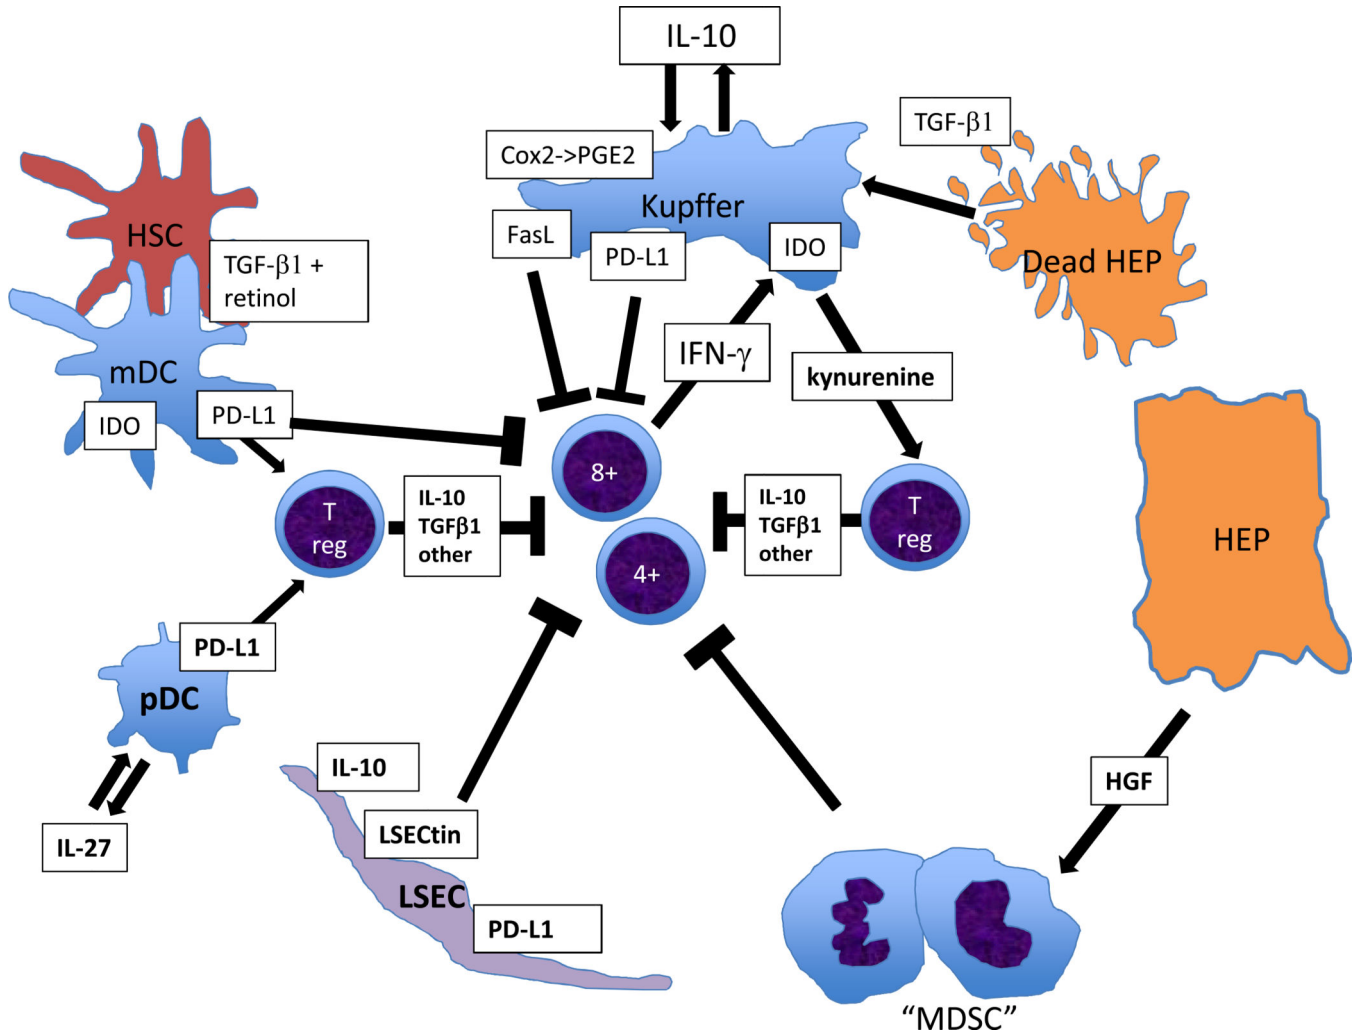 IL-10
TGF-β1
Cox2->PGE2
Kupffer
HSC
FasL
PD-L1
IDO
Dead HEP
TGF-β1 +
retinol
IFN-γ
kynurenine
mDC
IDO
PD-L1
8+
T
reg
IL-10
TGFβ1
other
IL-10
TGFβ1
other
T
reg
HEP
4+
PD-L1
pDC
IL-10
HGF
LSECtin
IL-27
LSEC
PD-L1
“MDSC”